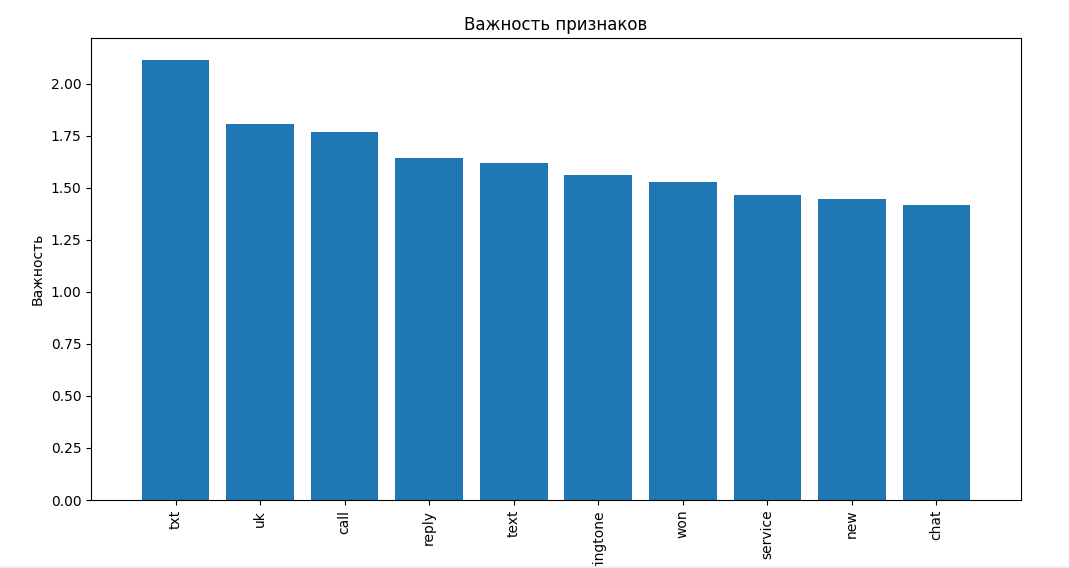 Важность признаков
Важность
2.00
1.75
1.50
1.25
1.00
0.75
0.50
0.25
0.00
txt
uk
call
reply
text
ringtone
won
service
new
chat